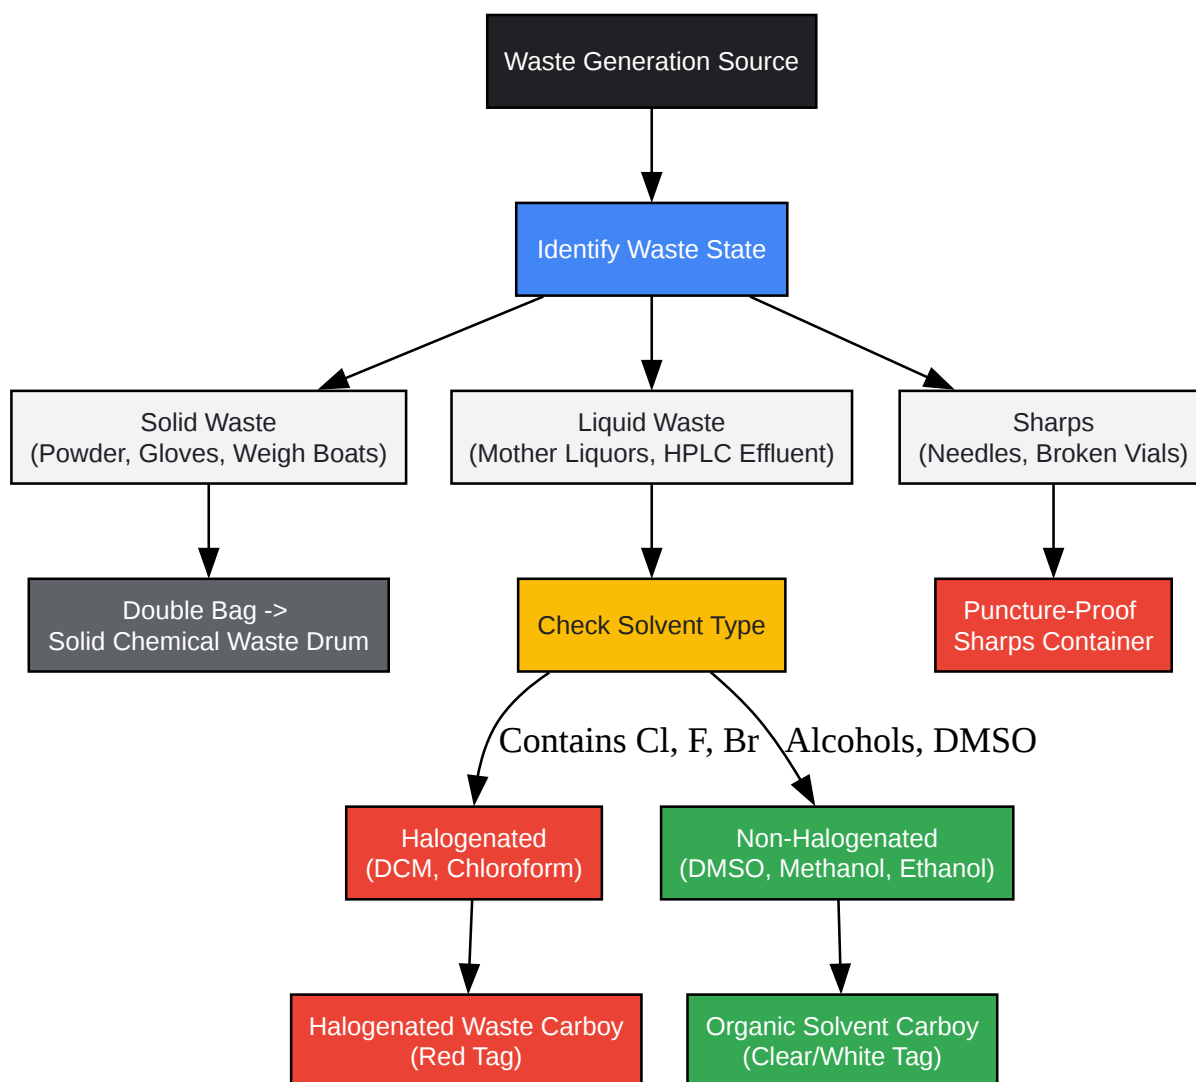 Waste Generation Source
Identify Waste State
Solid Waste
(Powder, Gloves, Weigh Boats)
Liquid Waste
(Mother Liquors, HPLC Effluent)
Sharps
(Needles, Broken Vials)
Double Bag ->
Solid Chemical Waste Drum
Check Solvent Type
Puncture-Proof
Sharps Container
Contains Cl, F, Br
Alcohols, DMSO
Halogenated
(DCM, Chloroform)
Non-Halogenated
(DMSO, Methanol, Ethanol)
Halogenated Waste Carboy
(Red Tag)
Organic Solvent Carboy
(Clear/White Tag)